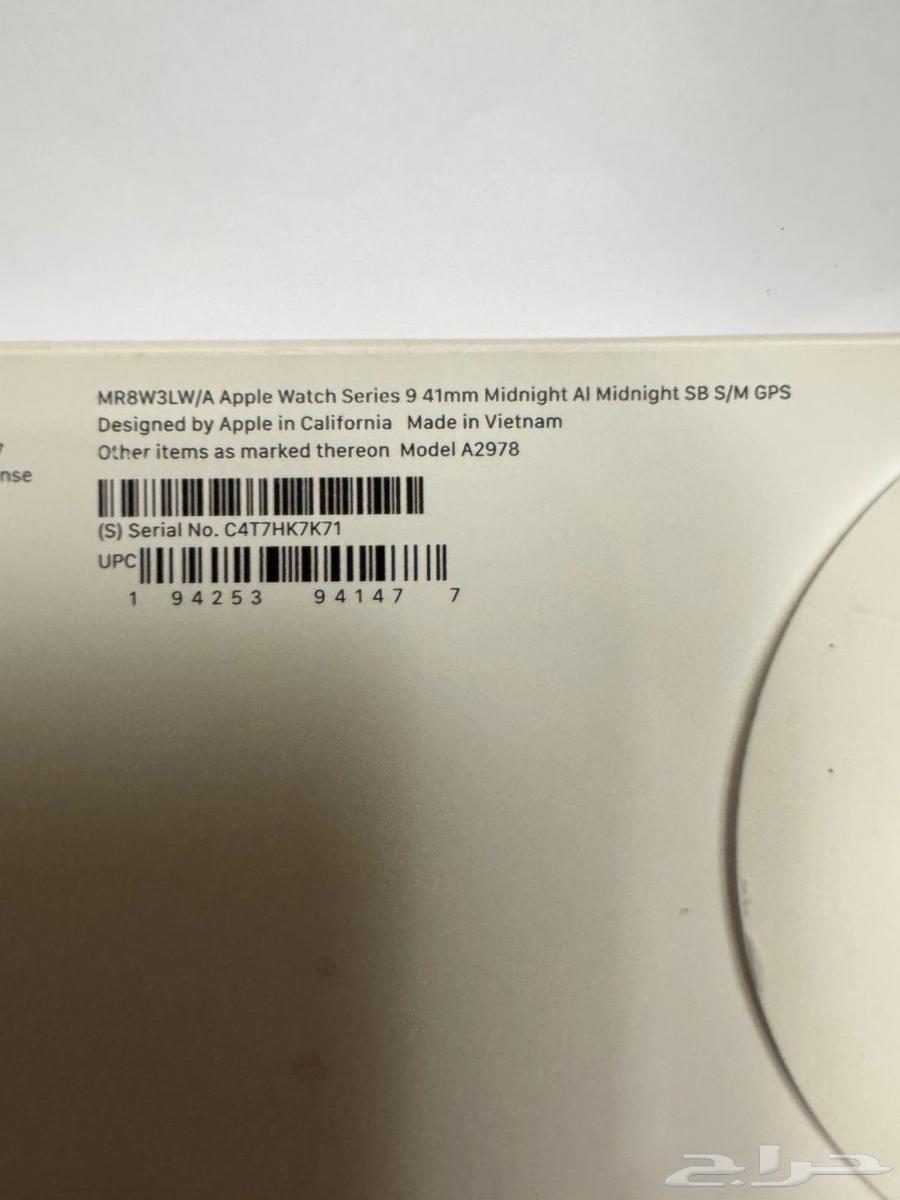 MR8W3LW/A Apple Watch Series 9 41mm Midnight Al Midnight SB S/M GPS
Designed by Apple in California Made in Vietnam
Other items as marked thereon Model A2978
nse
(S) Serial No. C4T7HK7K71
UPC
1 94253 94147 7
حراج